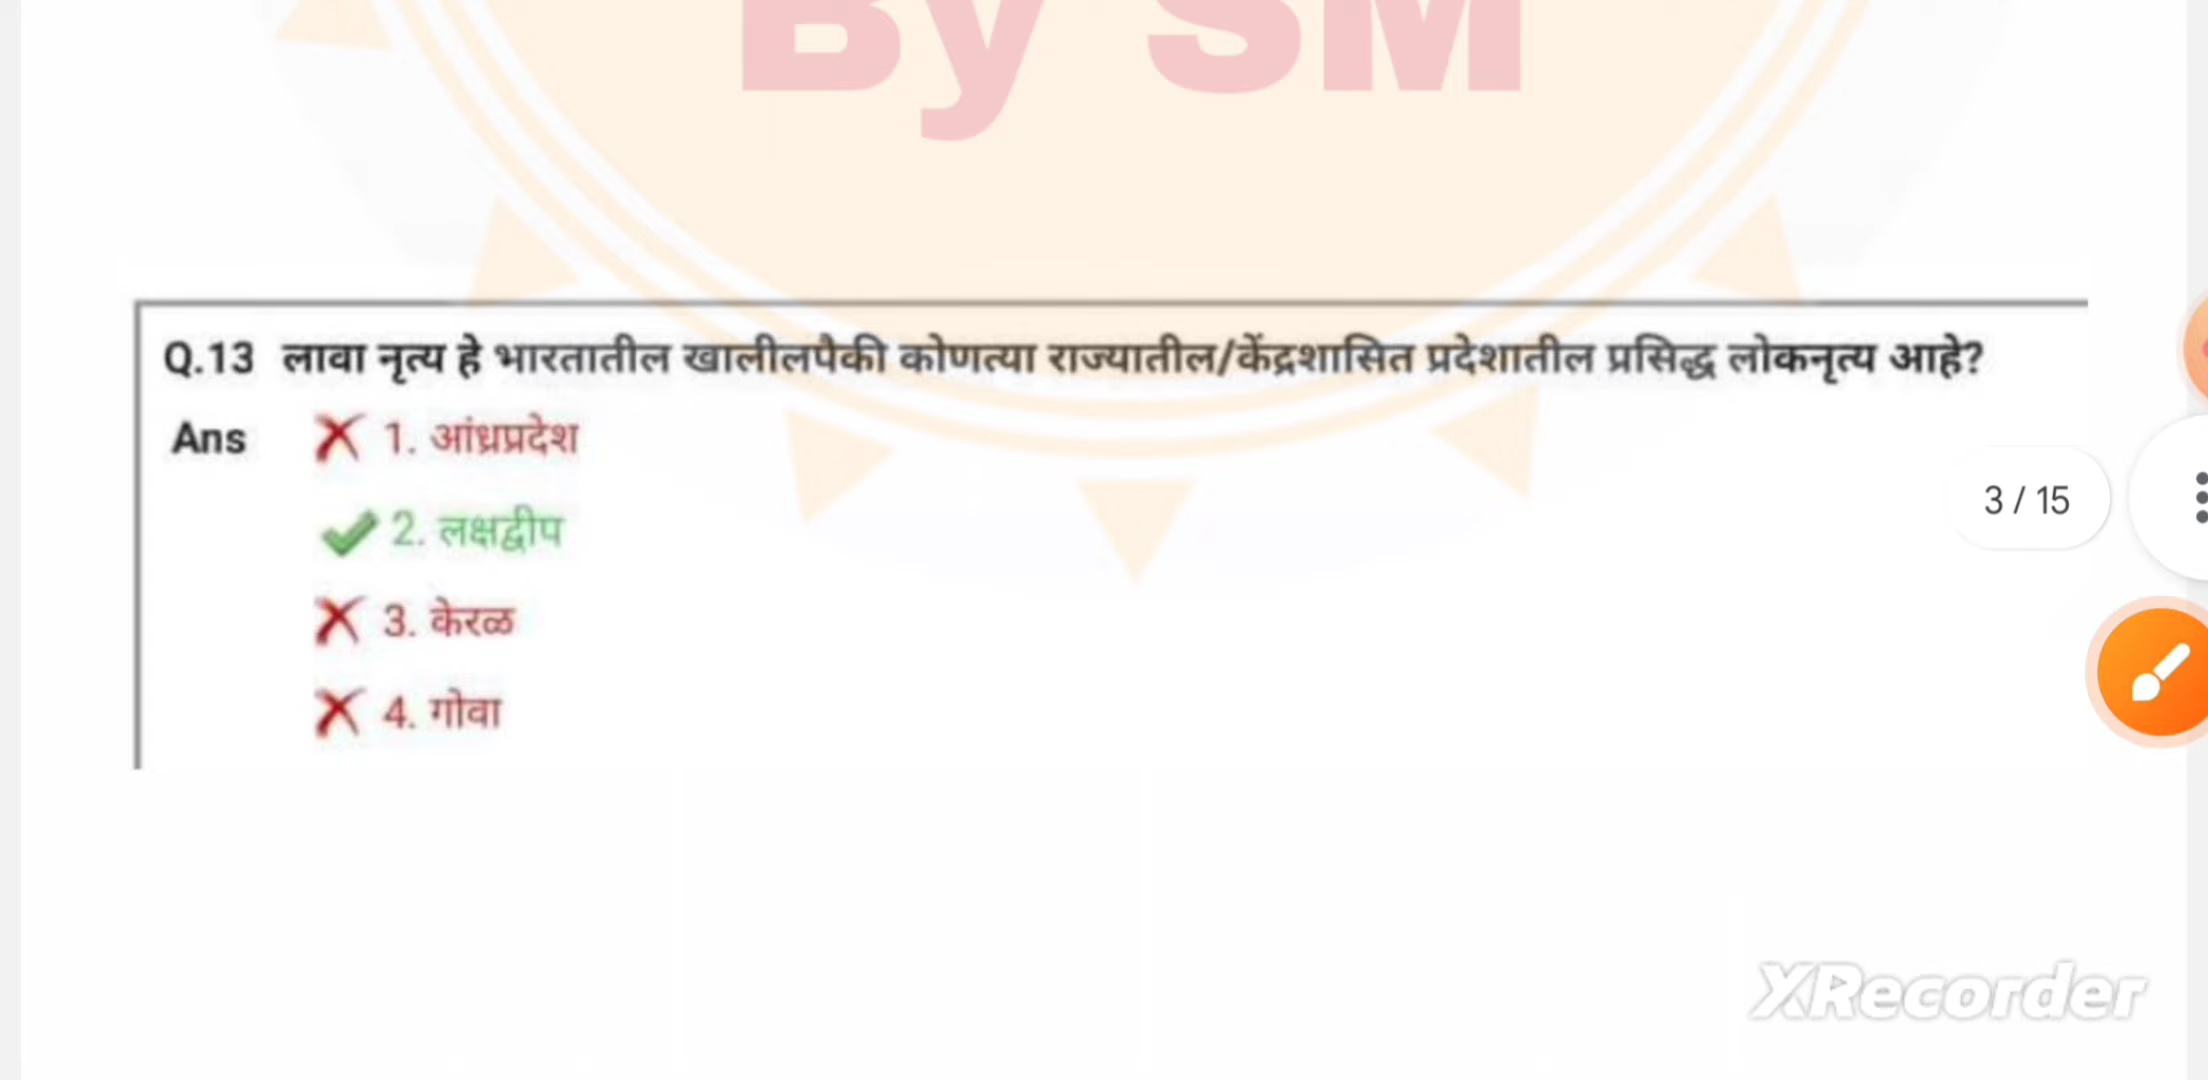 By SM
Q.13 लावा नृत्य हे भारतातील खालीलपैकी कोणत्या राज्यातील/केंद्रशासित प्रदेशातील प्रसिद्ध लोकनृत्य आहे?
Ans 1. आंध्रप्रदेश
2. लक्षद्वीप
3. केरळ
4. गोवा
3 / 15
XRecorder